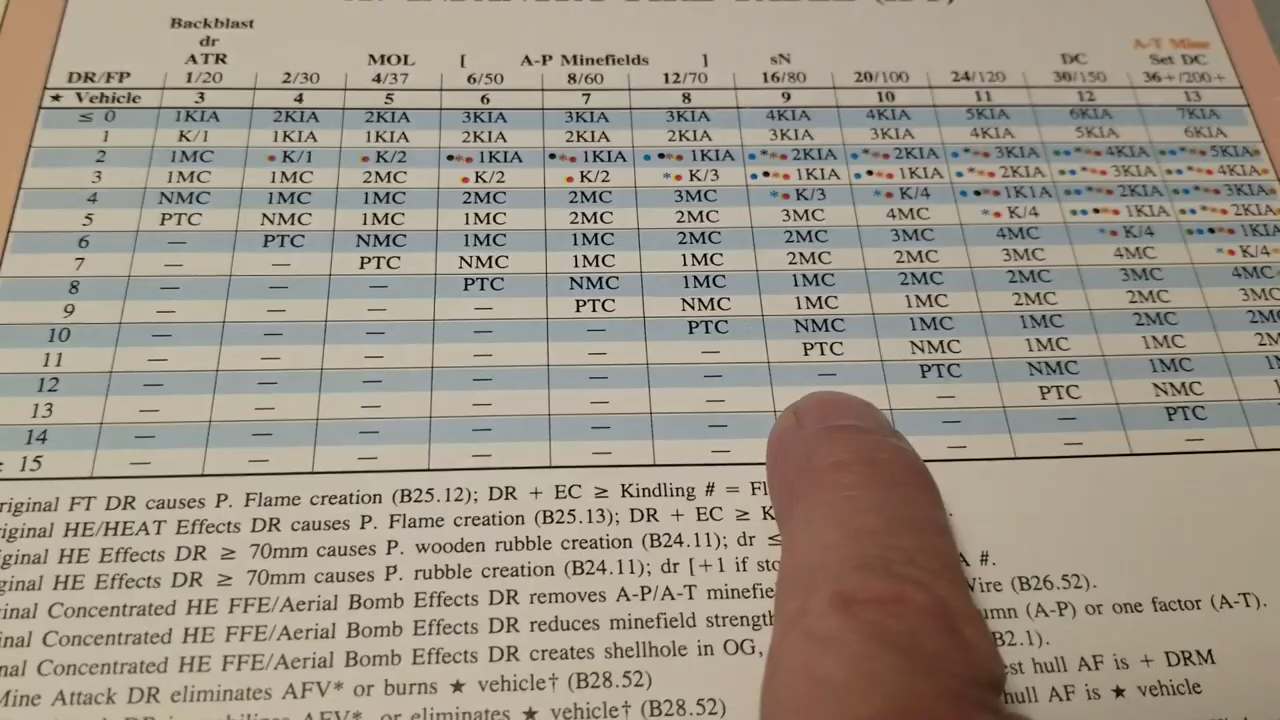 Backblast
dr
ATR MOL [ A-P Minefields ] sN DC A-T Mine Set DC
DR/FP 1/20 2/30 4/37 6/50 8/60 12/70 16/80 20/100 24/120 30/150 36+/200+
★ Vehicle 3 4 5 6 7 8 9 10 11 12 13
≤ 0 1KIA 2KIA 2KIA 3KIA 3KIA 3KIA 4KIA 4KIA 5KIA 6KIA 7KIA
1 K/1 1KIA 1KIA 2KIA 2KIA 2KIA 3KIA 3KIA 4KIA 5KIA 6KIA
2 1MC K/1 K/2 1KIA 1KIA 1KIA 2KIA 2KIA 3KIA 4KIA 5KIA
3 1MC 1MC 2MC K/2 K/2 K/3 1KIA 1KIA 2KIA 3KIA 4KIA
4 NMC 1MC 1MC 2MC 2MC 3MC K/3 K/4 1KIA 2KIA 3KIA
5 PTC NMC 1MC 1MC 2MC 2MC 3MC 4MC K/4 1KIA 2KIA
6 — PTC NMC 1MC 1MC 2MC 2MC 3MC 4MC K/4 1KIA
7 — — PTC NMC 1MC 1MC 2MC 2MC 3MC 4MC K/4
8 — — — PTC NMC 1MC 1MC 2MC 2MC 3MC 4MC
9 — — — — PTC NMC 1MC 1MC 2MC 2MC 3MC
10 — — — — — PTC NMC 1MC 1MC 2MC
11 — — — — — — PTC NMC 1MC 1MC
12 — — — — — — — PTC NMC 1MC
13 — — — — — — — PTC NMC
14 — — — — — — — — PTC
15 — — — — — — — — —
riginal FT DR causes P. Flame creation (B25.12); DR + EC ≥ Kindling # = Fl
riginal HE/HEAT Effects DR causes P. Flame creation (B25.13); DR + EC ≥ K
iginal HE Effects DR ≥ 70mm causes P. wooden rubble creation (B24.11); dr ≤
ginal HE Effects DR ≥ 70mm causes P. rubble creation (B24.11); dr [+1 if sto #.
inal Concentrated HE FFE/Aerial Bomb Effects DR removes A-P/A-T minefie Wire (B26.52).
inal Concentrated HE FFE/Aerial Bomb Effects DR reduces minefield strength umn (A-P) or one factor (A-T).
nal Concentrated HE FFE/Aerial Bomb Effects DR creates shellhole in OG, B2.1).
Mine Attack DR eliminates AFV* or burns ★ vehicle† (B28.52) est hull AF is + DRM
AFV* or eliminates ★ vehicle† (B28.52) hull AF is ★ vehicle